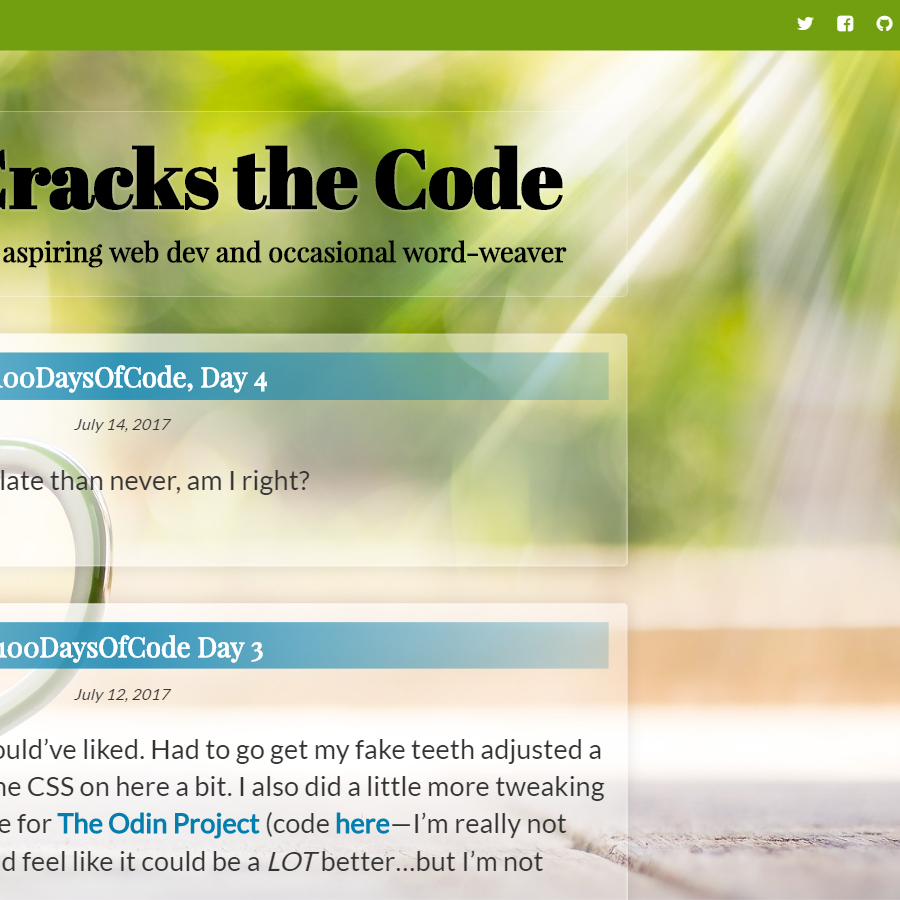 Cracks the Code
aspiring web dev and occasional word-weaver
100DaysOfCode, Day 4
July 14, 2017
late than never, am I right?
100DaysOfCode Day 3
July 12, 2017
ould’ve liked. Had to go get my fake teeth adjusted a
he CSS on here a bit. I also did a little more tweaking
e for The Odin Project (code here—I’m really not
d feel like it could be a LOT better…but I’m not